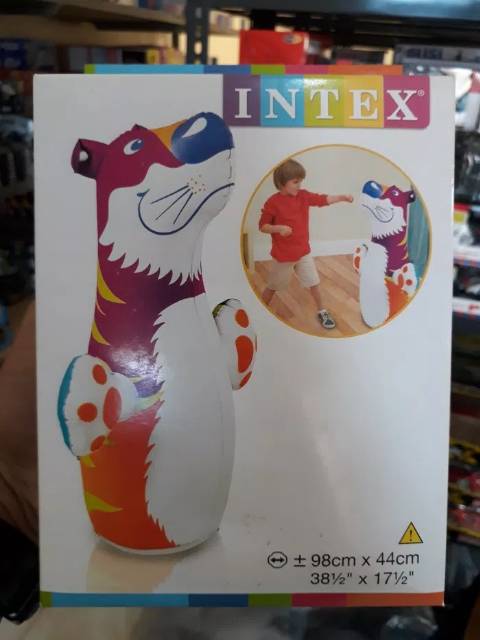 INTEX®
± 98cm x 44cm
38½" x 17½"